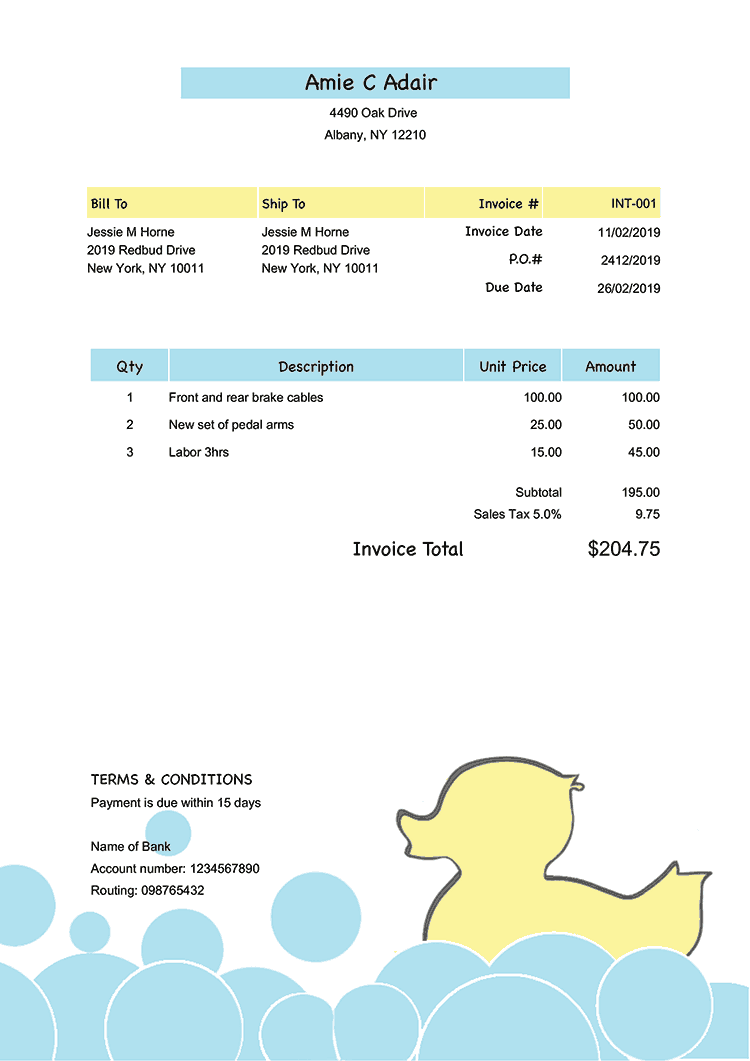 Amie C Adair
4490 Oak Drive
Albany, NY 12210
Bill To Ship To Invoice # INT-001
Jessie M Horne Jessie M Horne Invoice Date 11/02/2019
2019 Redbud Drive 2019 Redbud Drive P.O.# 2412/2019
New York, NY 10011 New York, NY 10011
Due Date 26/02/2019
Qty Description Unit Price Amount
1 Front and rear brake cables 100.00 100.00
2 New set of pedal arms 25.00 50.00
3 Labor 3hrs 15.00 45.00
Subtotal 195.00
Sales Tax 5.0% 9.75
Invoice Total $204.75
TERMS & CONDITIONS
Payment is due within 15 days
Name of Bank
Account number: 1234567890
Routing: 098765432